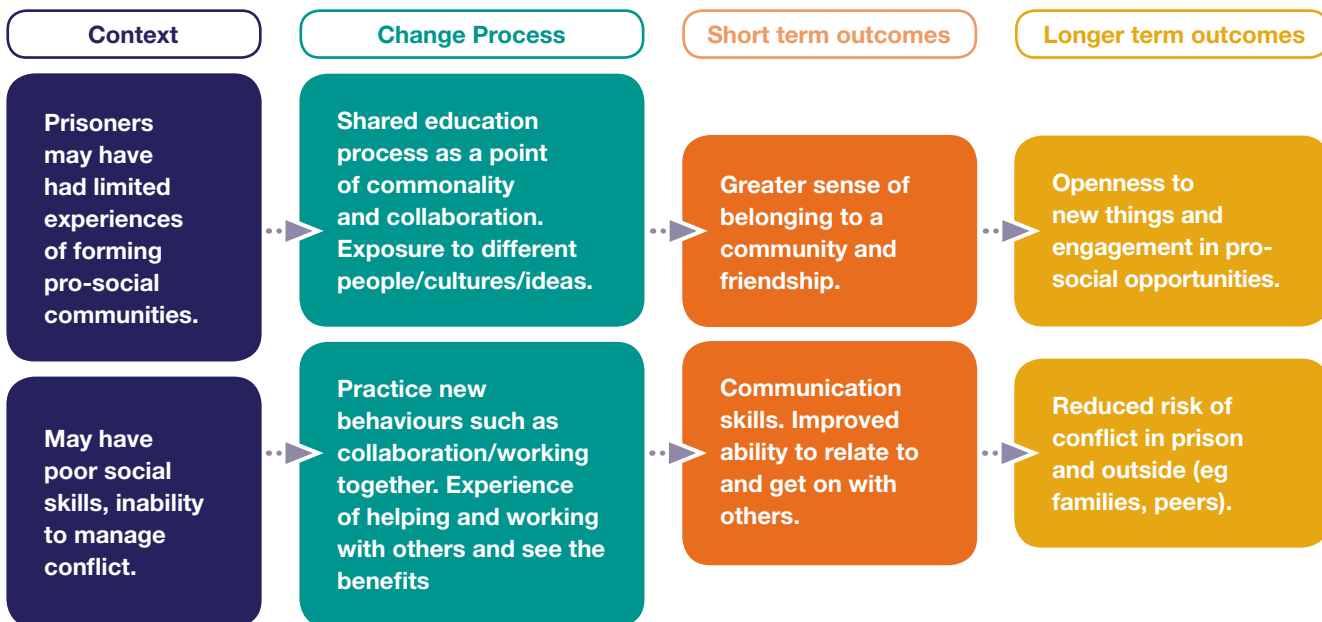 Context
Change Process
Short term outcomes
Longer term outcomes
Prisoners
may have
had limited
experiences
of forming
pro-social
communities.
Shared education
process as a point
of commonality
and collaboration.
Exposure to different
people/cultures/ideas.
Greater sense of
belonging to a
community and
friendship.
Openness to
new things and
engagement in pro-
social opportunities.
May have
poor social
skills, inability
to manage
conflict.
Practice new
behaviours such as
collaboration/working
together. Experience
of helping and working
with others and see the
benefits
Communication
skills. Improved
ability to relate to
and get on with
others.
Reduced risk of
conflict in prison
and outside (eg
families, peers).